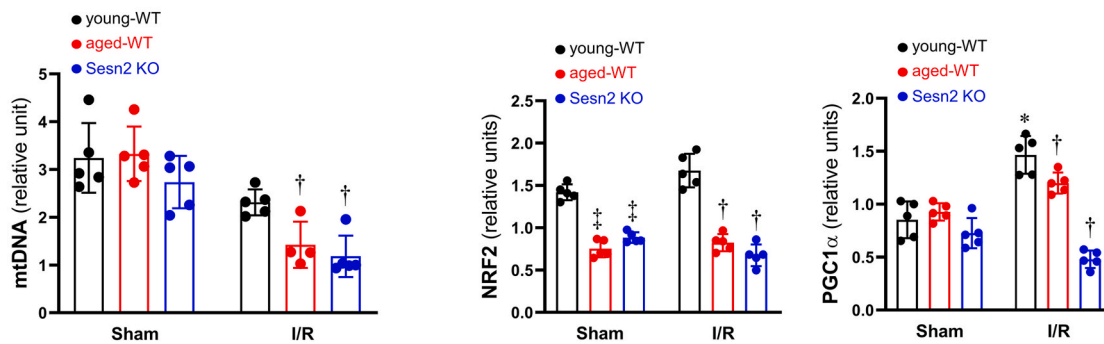 young-WT
aged-WT
Sesn2 KO
mtDNA (relative unit)
5
4
3
2
1
0
†
†
Sham
I/R
young-WT
aged-WT
Sesn2 KO
NRF2 (relative units)
2.5
2.0
1.5
1.0
0.5
0.0
‡
‡
†
†
Sham
I/R
young-WT
aged-WT
Sesn2 KO
PGC1α (relative units)
2.0
1.5
1.0
0.5
0.0
*
†
†
Sham
I/R